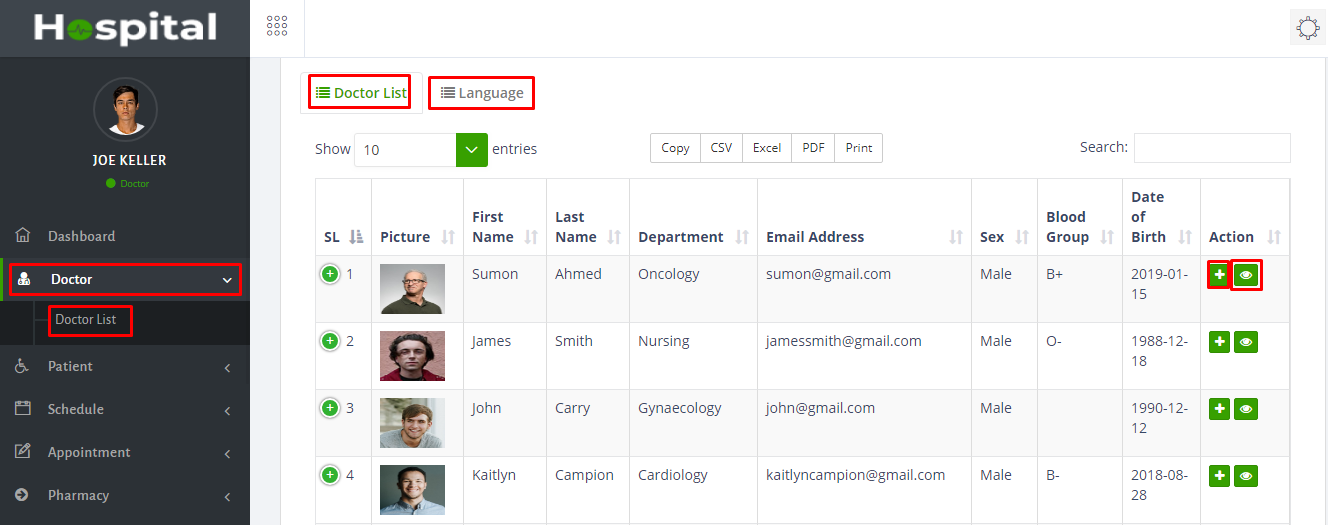 Hospital
JOE KELLER
Doctor
Dashboard
Doctor
Doctor List
Patient
Schedule
Appointment
Pharmacy
Doctor List
Language
Show 10 entries
Copy CSV Excel PDF Print
Search:
SL Picture First Name Last Name Department Email Address Sex Blood Group Date of Birth Action
1 Sumon Ahmed Oncology sumon@gmail.com Male B+ 2019-01-15
2 James Smith Nursing jamessmith@gmail.com Male O- 1988-12-18
3 John Carry Gynaecology john@gmail.com Male 1990-12-12
4 Kaitlyn Campion Cardiology kaitlyncampion@gmail.com Male B- 2018-08-28